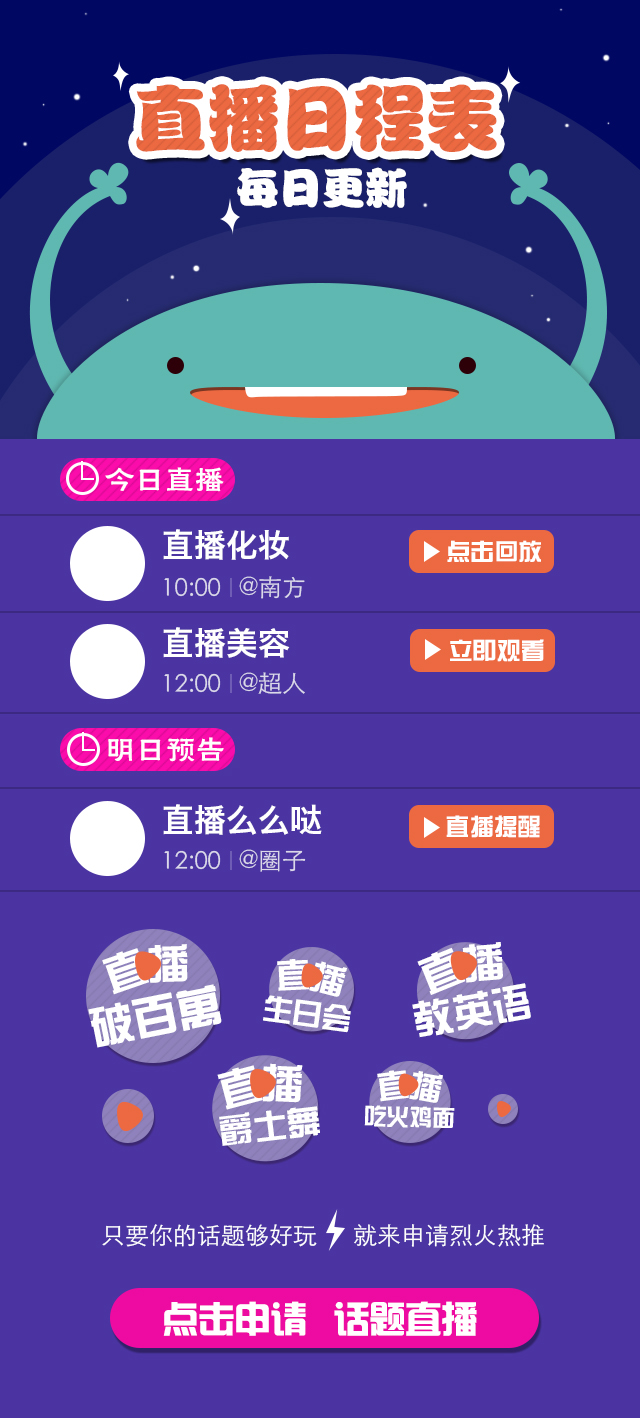 直播日程表
每日更新
今日直播
直播化妆
10:00 | @南方
点击回放
直播美容
12:00 | @超人
立即观看
明日预告
直播么么哒
12:00 | @圈子
直播提醒
直播
破百萬
直播
生日会
直播
教英语
直播
爵士舞
直播
吃火鸡面
只要你的话题够好玩 就来申请烈火热推
点击申请 话题直播